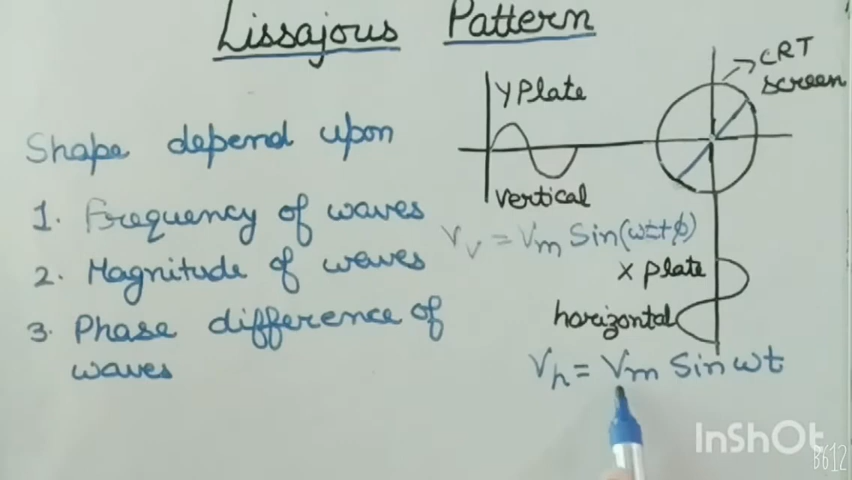 Lissajous Pattern
CRT
screen
Y Plate
Shape depend upon
Vertical
1. Frequency of waves
Vv = Vm Sin(ωt+ϕ)
2. Magnitude of waves
X plate
3. Phase difference of
waves
horizontal
Vh = Vm Sin ωt
InShOt
B612